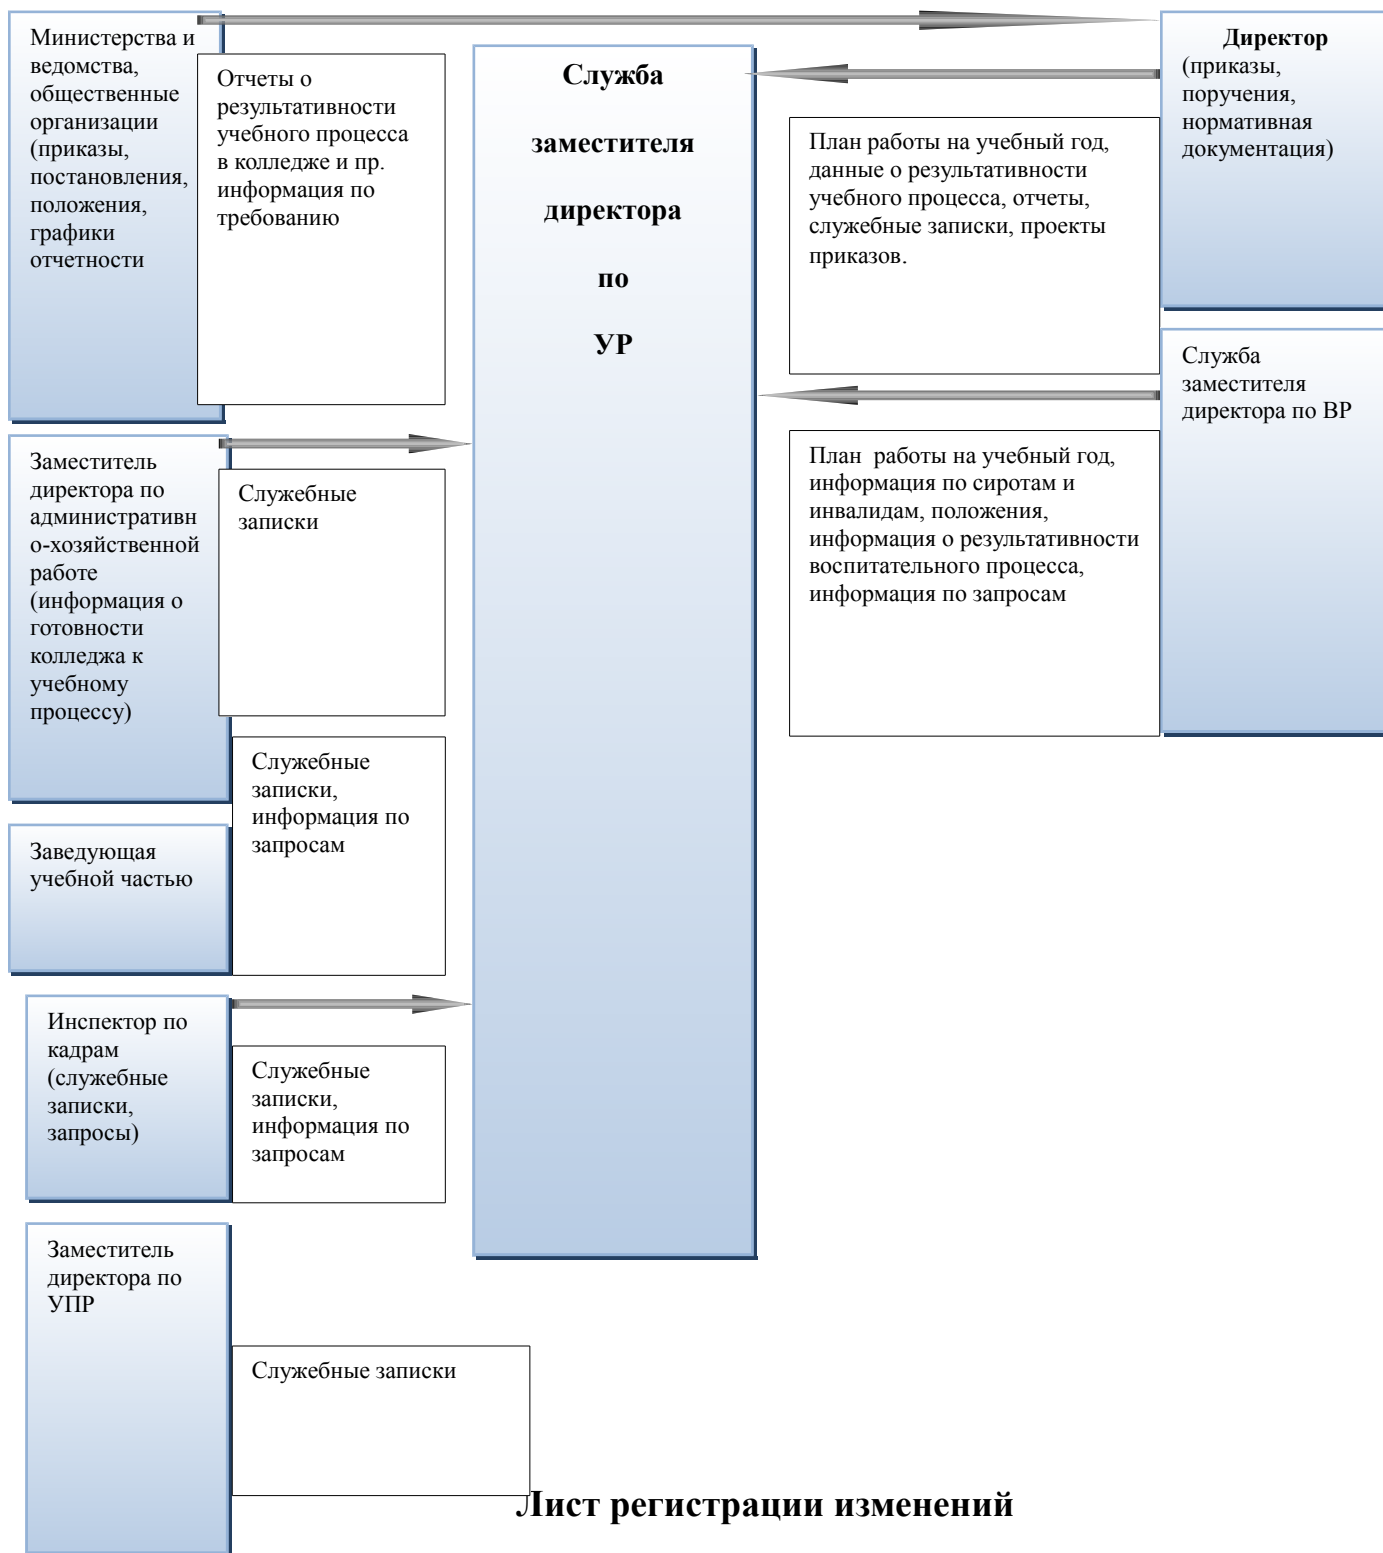 Министерства и
ведомства,
общественные
организации
(приказы,
постановления,
положения,
графики
отчетности
Отчеты о
результативности
учебного процесса
в колледже и пр.
информация по
требованию
Служба
заместителя
директора
по
УР
Директор
(приказы,
поручения,
нормативная
документация)
План работы на учебный год,
данные о результативности
учебного процесса, отчеты,
служебные записки, проекты
приказов.
Служба
заместителя
директора по ВР
План работы на учебный год,
информация по сиротам и
инвалидам, положения,
информация о результативности
воспитательного процесса,
информация по запросам
Заместитель
директора по
административн
о-хозяйственной
работе
(информация о
готовности
колледжа к
учебному
процессу)
Служебные
записки
Служебные
записки,
информация по
запросам
Заведующая
учебной частью
Инспектор по
кадрам
(служебные
записки,
запросы)
Служебные
записки,
информация по
запросам
Заместитель
директора по
УПР
Служебные записки
Лист регистрации изменений